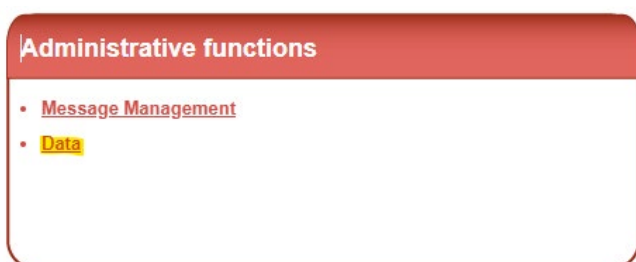 Administrative functions
Message Management
Data